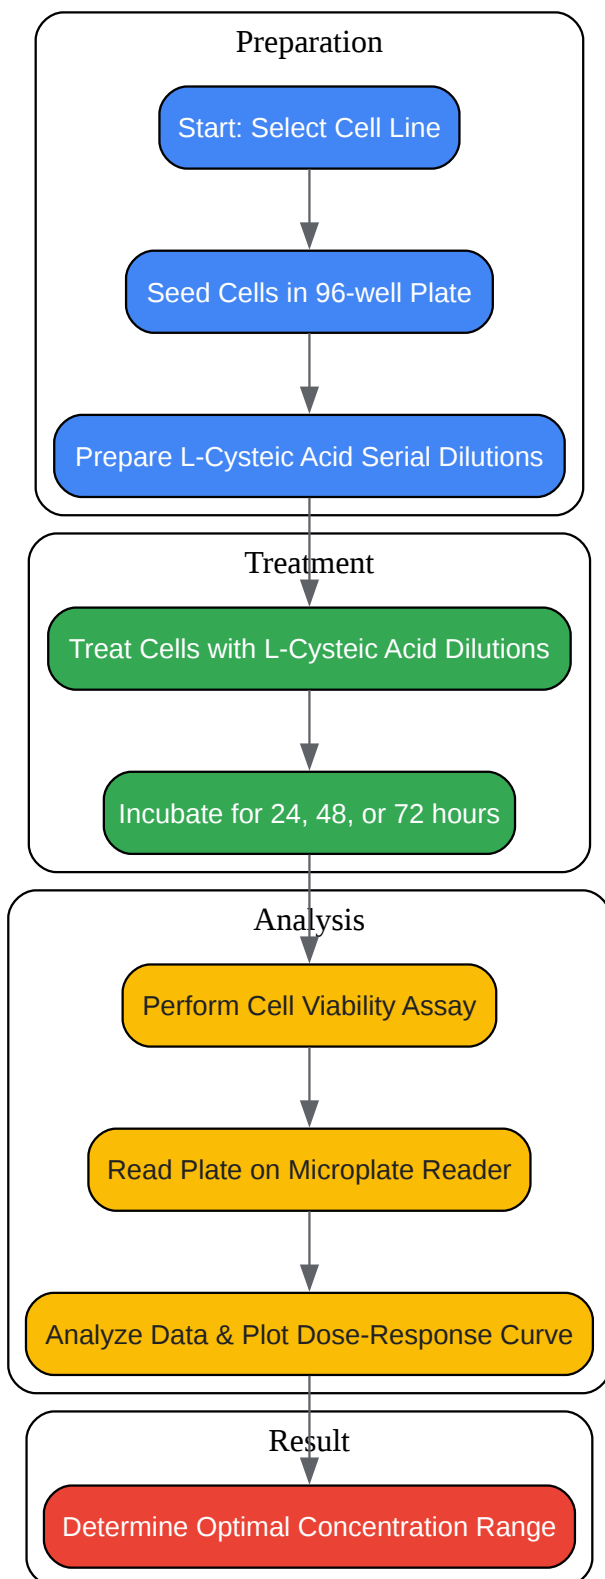 Preparation
Start: Select Cell Line
Seed Cells in 96-well Plate
Prepare L-Cysteic Acid Serial Dilutions
Treatment
Treat Cells with L-Cysteic Acid Dilutions
Incubate for 24, 48, or 72 hours
Analysis
Perform Cell Viability Assay
Read Plate on Microplate Reader
Analyze Data & Plot Dose-Response Curve
Result
Determine Optimal Concentration Range